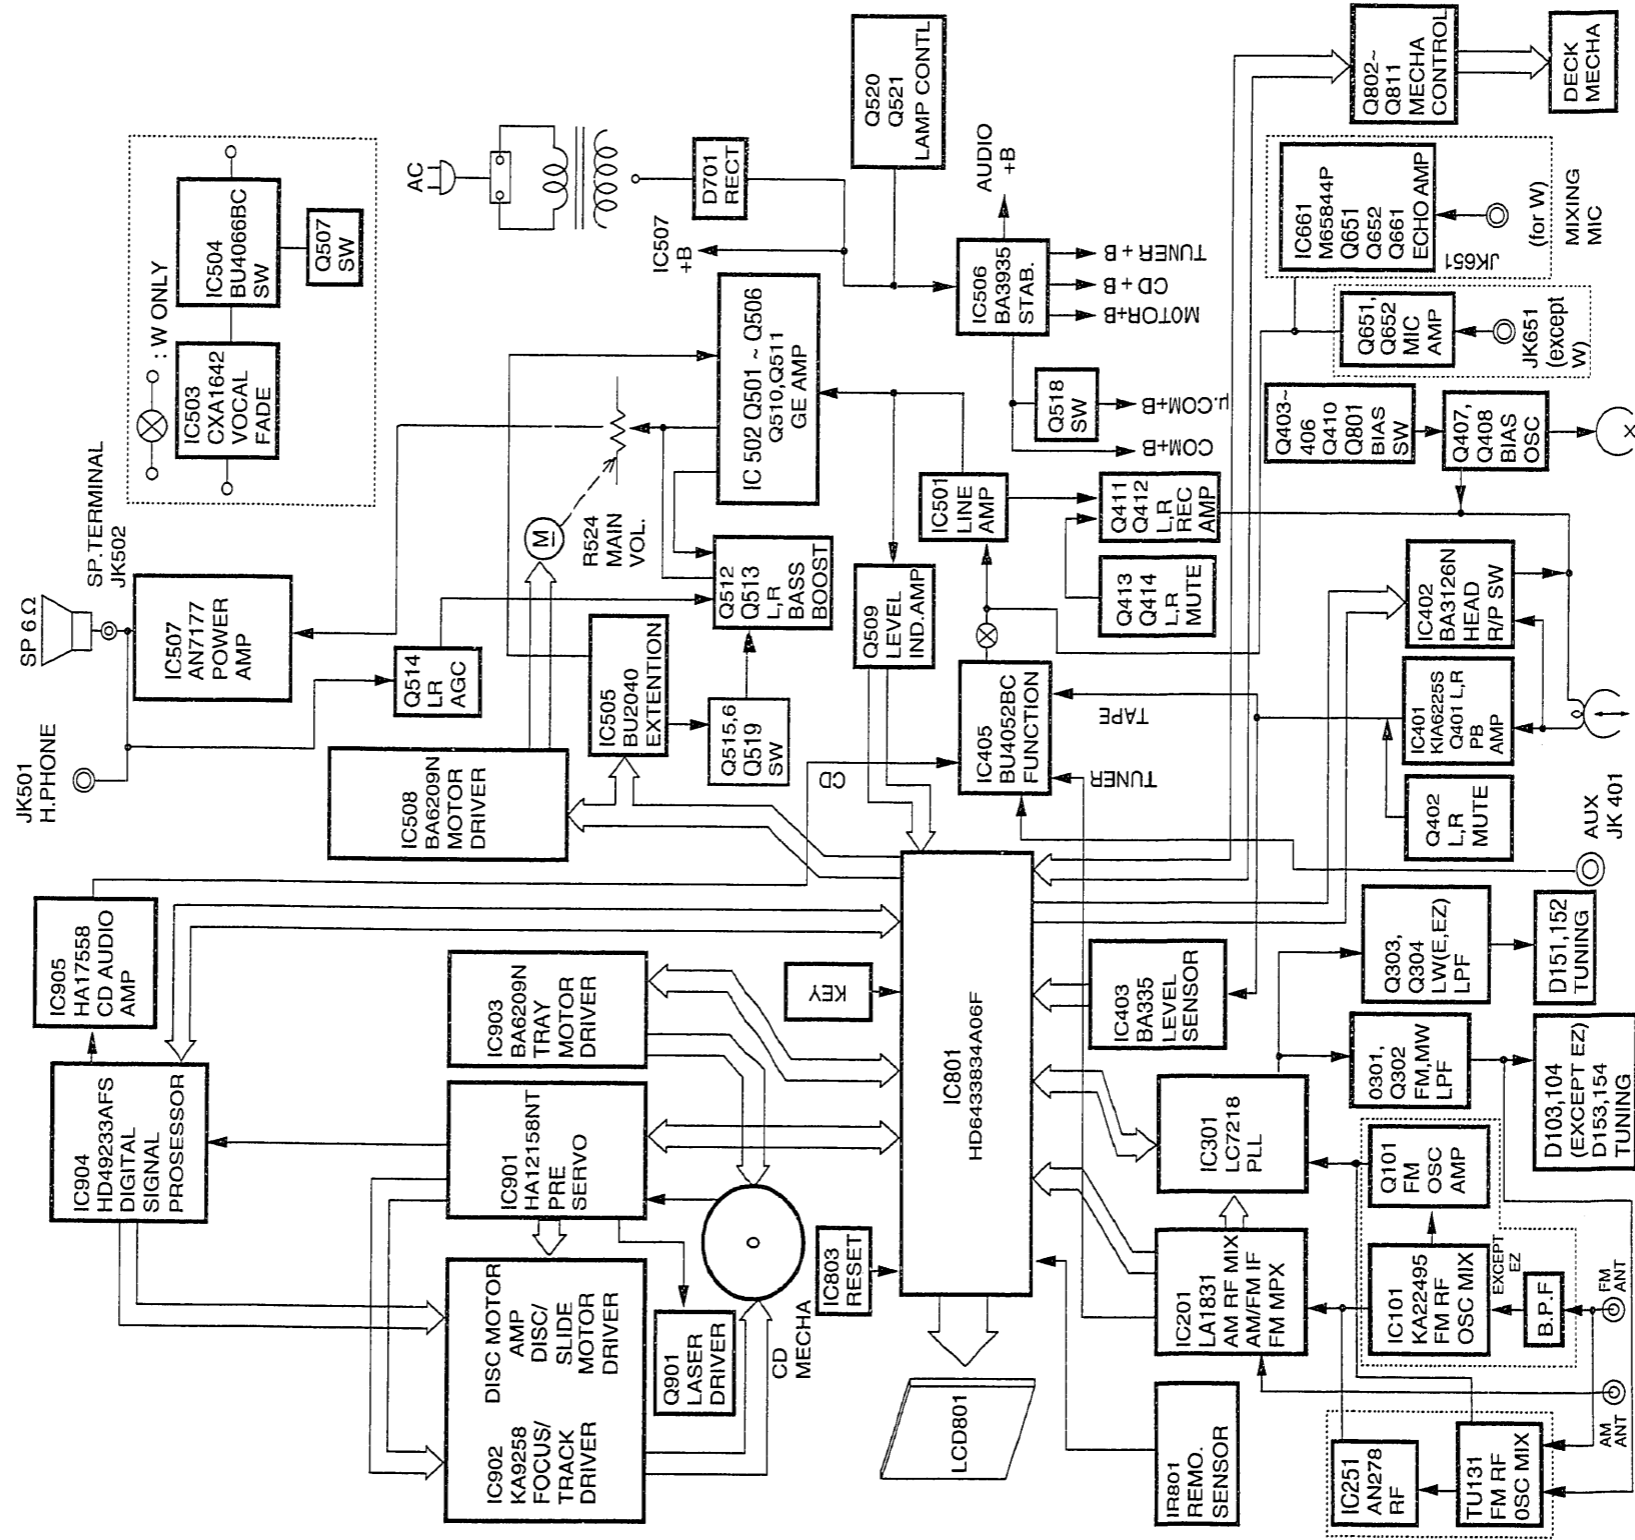 JK501
H.PHONE
SP 6Ω
SP.TERMINAL
JK502
: W ONLY
IC503
CXA1642
VOCAL
FADE
IC504
BU4066BC
SW
Q507
SW
IC507
AN7177
POWER
AMP
Q514
LR
AGC
IC508
BA6209N
MOTOR
DRIVER
IC505
BU2040
EXTENTION
Q515,6
Q519
SW
M
R524
MAIN
VOL.
AC
D701
RECT
IC507
+B
Q520
Q521
LAMP CONTL
IC 502 Q501 ~ Q506
Q510,Q511
GE AMP
Q512
Q513
L,R
BASS
BOOST
IC506
BA3935
STAB.
AUDIO
+B
TUNER + B
CD + B
MOTOR+B
Q518
SW
μ.COM+B
COM+B
IC501
LINE
AMP
Q509
LEVEL
IND.AMP
Q411
Q412
L,R
REC
AMP
Q413
Q414
L,R
MUTE
IC405
BU4052BC
FUNCTION
CD
TAPE
TUNER
Q802~
Q811
MECHA
CONTROL
DECK
MECHA
IC661
M65844P
Q651
Q652
Q661
ECHO AMP
JK651
(for W)
MIXING
MIC
Q651,
Q652
MIC
AMP
JK651
(except
W)
Q403~
406
Q410
Q801
BIAS
SW
Q407,
Q408
BIAS
OSC
IC402
BA3126N
HEAD
R/P SW
IC401
KIA6225S
Q401 L,R
PB
AMP
Q402
L,R
MUTE
AUX
JK 401
IC905
HA17558
CD AUDIO
AMP
IC904
HD49233AFS
DIGITAL
SIGNAL
PROSESSOR
IC903
BA6209N
TRAY
MOTOR
DRIVER
IC901
HA12158NT
PRE
SERVO
IC902
KA9258
FOCUS/
TRACK
DRIVER
DISC MOTOR
AMP
DISC/
SLIDE
MOTOR
DRIVER
Q901
LASER
DRIVER
CD
MECHA
KEY
IC803
RESET
IC801
HD6433834A06F
LCD801
IC403
BA335
LEVEL
SENSOR
IC301
LC7218
PLL
IC201
LA1831
AM RF MIX
AM/FM IF
FM MPX
IR801
REMO.
SENSOR
Q303,
Q304
LW(E,EZ)
LPF
D151,152
TUNING
0301,
Q302
FM,MW
LPF
D103,104
(EXCEPT EZ)
D153,154
TUNING
Q101
FM
OSC
AMP
IC101
KA22495
FM RF
OSC MIX
EXCEPT
EZ
B.P.F
FM
ANT
AM
ANT
IC251
AN278
RF
TU131
FM RF
0SC MIX